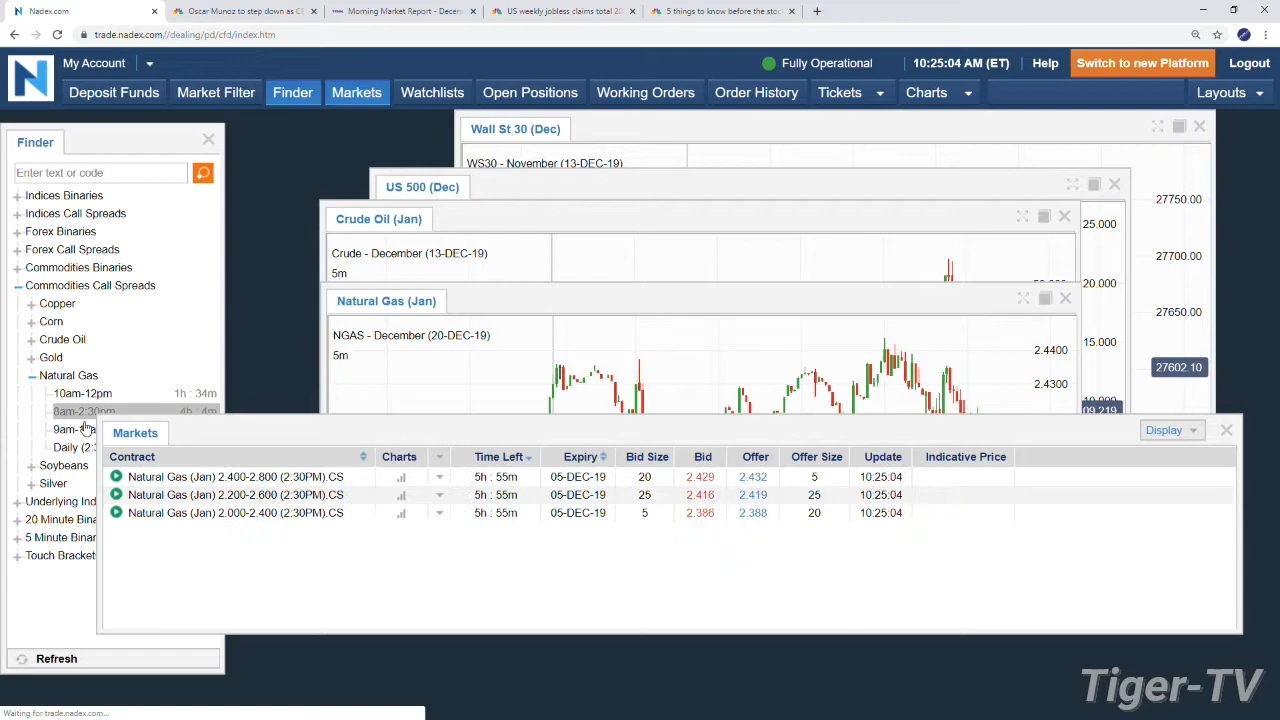 Nadex.com
Oscar Munoz to step down as CE
Morning Market Report - Decem
US weekly jobless claims total 20
5 things to know before the stoc
trade.nadex.com//dealing/pd/cfd/index.htm
My Account
Fully Operational
10:25:04 AM (ET)
Help
Switch to new Platform
Logout
Deposit Funds
Market Filter
Finder
Markets
Watchlists
Open Positions
Working Orders
Order History
Tickets
Charts
Layouts
Finder
Enter text or code
Indices Binaries
Indices Call Spreads
Forex Binaries
Forex Call Spreads
Commodities Binaries
Commodities Call Spreads
Copper
Corn
Crude Oil
Gold
Natural Gas
10am-12pm 1h : 34m
8am-2:30pm 4h : 4m
9am-
Daily (2:3
Soybeans
Silver
Underlying Ind
20 Minute Bina
5 Minute Binar
Touch Brackets
Refresh
Wall St 30 (Dec)
WS30 - November (13-DEC-19)
27750.00
27700.00
27650.00
27602.10
US 500 (Dec)
25.000
20.000
15.000
10.000
09.219
Crude Oil (Jan)
Crude - December (13-DEC-19)
5m
Natural Gas (Jan)
NGAS - December (20-DEC-19)
5m
2.4400
2.4300
Markets
Display
Contract Charts Time Left Expiry Bid Size Bid Offer Offer Size Update Indicative Price
Natural Gas (Jan) 2.400-2.800 (2:30PM).CS 5h : 55m 05-DEC-19 20 2.429 2.432 5 10:25:04
Natural Gas (Jan) 2.200-2.600 (2:30PM).CS 5h : 55m 05-DEC-19 25 2.416 2.419 25 10:25:04
Natural Gas (Jan) 2.000-2.400 (2:30PM).CS 5h : 55m 05-DEC-19 5 2.386 2.388 20 10:25:04
Waiting for trade.nadex.com...
Tiger-TV